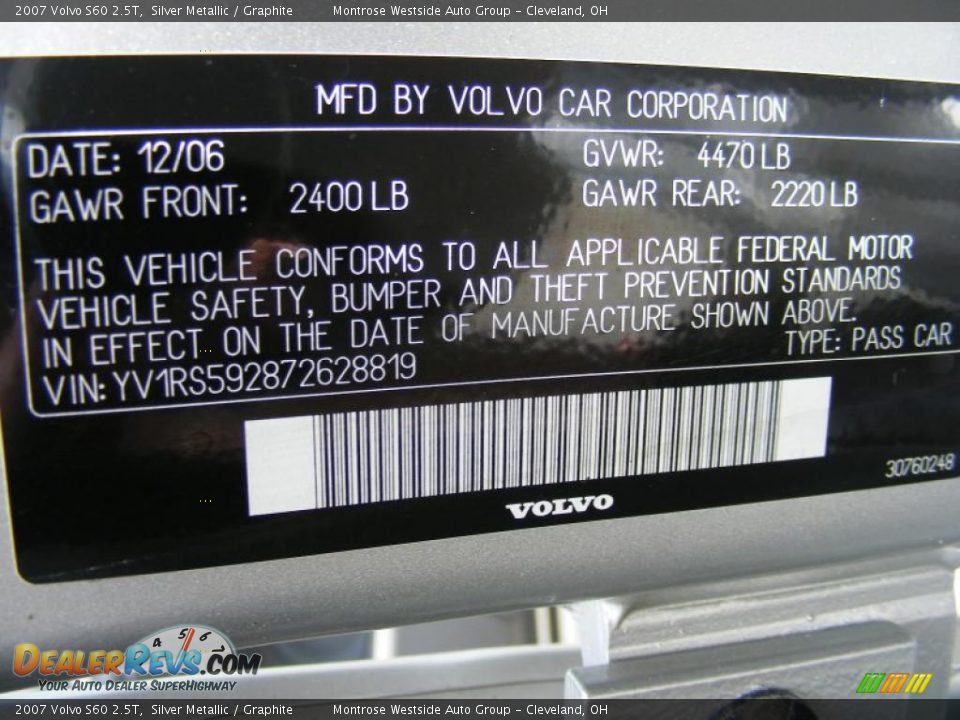 2007 Volvo S60 2.5T, Silver Metallic / Graphite Montrose Westside Auto Group - Cleveland, OH
MFD BY VOLVO CAR CORPORATION
DATE: 12/06 GVWR: 4470 LB
GAWR FRONT: 2400 LB GAWR REAR: 2220 LB
THIS VEHICLE CONFORMS TO ALL APPLICABLE FEDERAL MOTOR
VEHICLE SAFETY, BUMPER AND THEFT PREVENTION STANDARDS
IN EFFECT ON THE DATE OF MANUFACTURE SHOWN ABOVE.
VIN: YV1RS592872628819 TYPE: PASS CAR
30760248
VOLVO
4 5 6
DEALERREVS.COM
YOUR AUTO DEALER SUPERHIGHWAY
2007 Volvo S60 2.5T, Silver Metallic / Graphite Montrose Westside Auto Group - Cleveland, OH